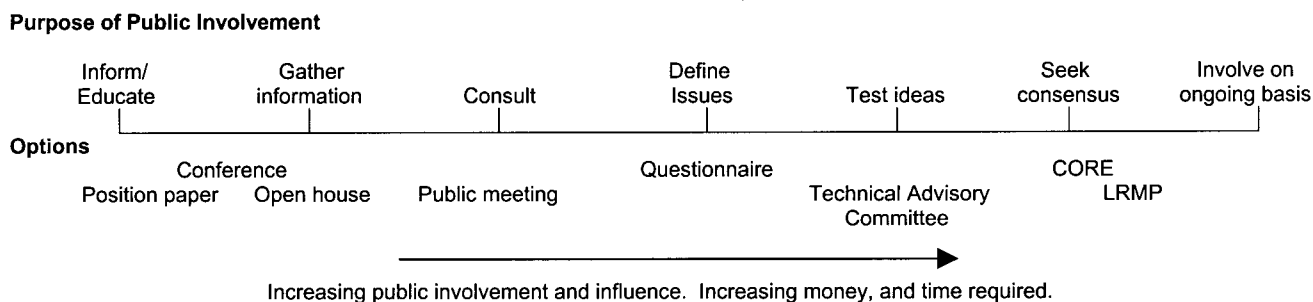 Purpose of Public Involvement
Inform/ Gather Define Seek Involve on
Educate information Consult Issues Test ideas consensus ongoing basis
Options
Conference Questionnaire CORE
Position paper Open house Public meeting Technical Advisory LRMP
Committee
Increasing public involvement and influence. Increasing money, and time required.